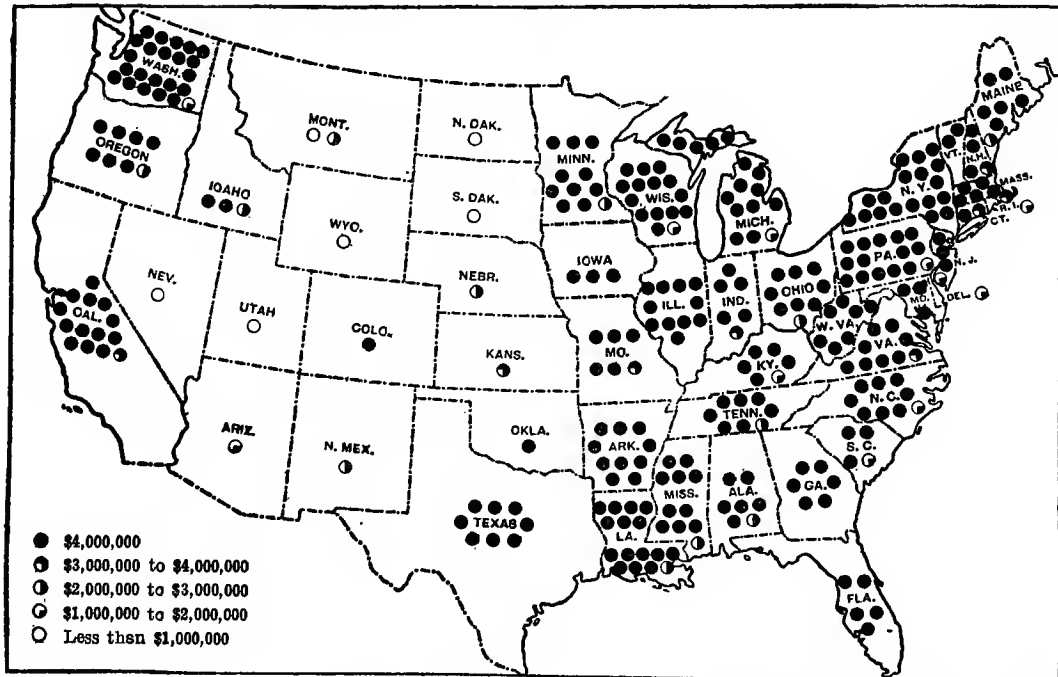 WASH.
MAINE
MONT.
N. DAK.
OREGON
MINN.
VT.
N.H.
IDAHO
N.Y.
MASS.
S. DAK.
WIS.
R.I.
MICH.
CT.
WYO.
IOWA
PA.
NEV.
NEBR.
N.J.
OHIO
ILL.
IND.
MD.
DEL.
UTAH
COLO.
W. VA.
CAL.
KANS.
MO.
VA.
KY.
N.C.
OKLA.
TENN.
ARIZ.
N. MEX.
ARK.
S. C.
MISS.
ALA.
GA.
TEXAS
LA.
FLA.
$4,000,000
$3,000,000 to $4,000,000
$2,000,000 to $3,000,000
$1,000,000 to $2,000,000
Less than $1,000,000